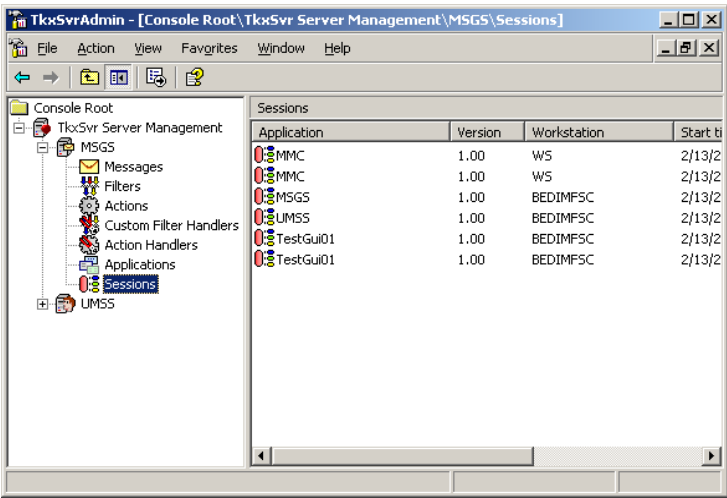 TkxSvrAdmin - [Console Root\TkxSvr Server Management\MSGS\Sessions]
File Action View Favorites Window Help
Console Root
TkxSvr Server Management
MSGS
Messages
Filters
Actions
Custom Filter Handlers
Action Handlers
Applications
Sessions
UMSS
Sessions
Application Version Workstation Start ti
MMC 1.00 WS 2/13/2
MMC 1.00 WS 2/13/2
MSGS 1.00 BEDIMFSC 2/13/2
UMSS 1.00 BEDIMFSC 2/13/2
TestGui01 1.00 BEDIMFSC 2/13/2
TestGui01 1.00 BEDIMFSC 2/13/2